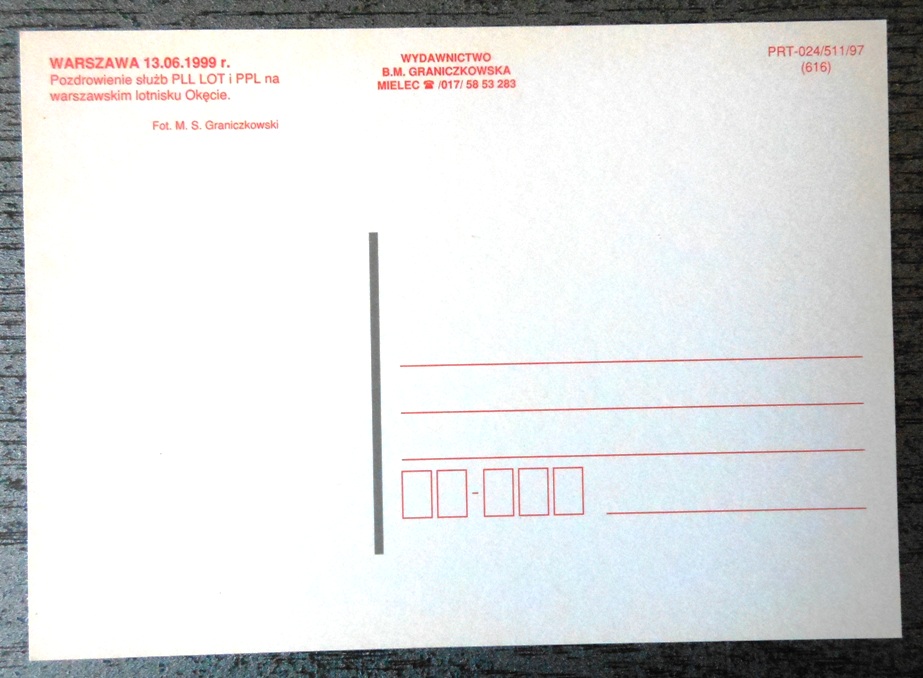 WARSZAWA 13.06.1999 r.
Pozdrowienie służb PLL LOT i PPL na
warszawskim lotnisku Okęcie.
Fot. M. S. Graniczkowski
WYDAWNICTWO
B.M. GRANICZKOWSKA
MIELEC ☎ /017/ 58 53 283
PRT-024/511/97
(616)